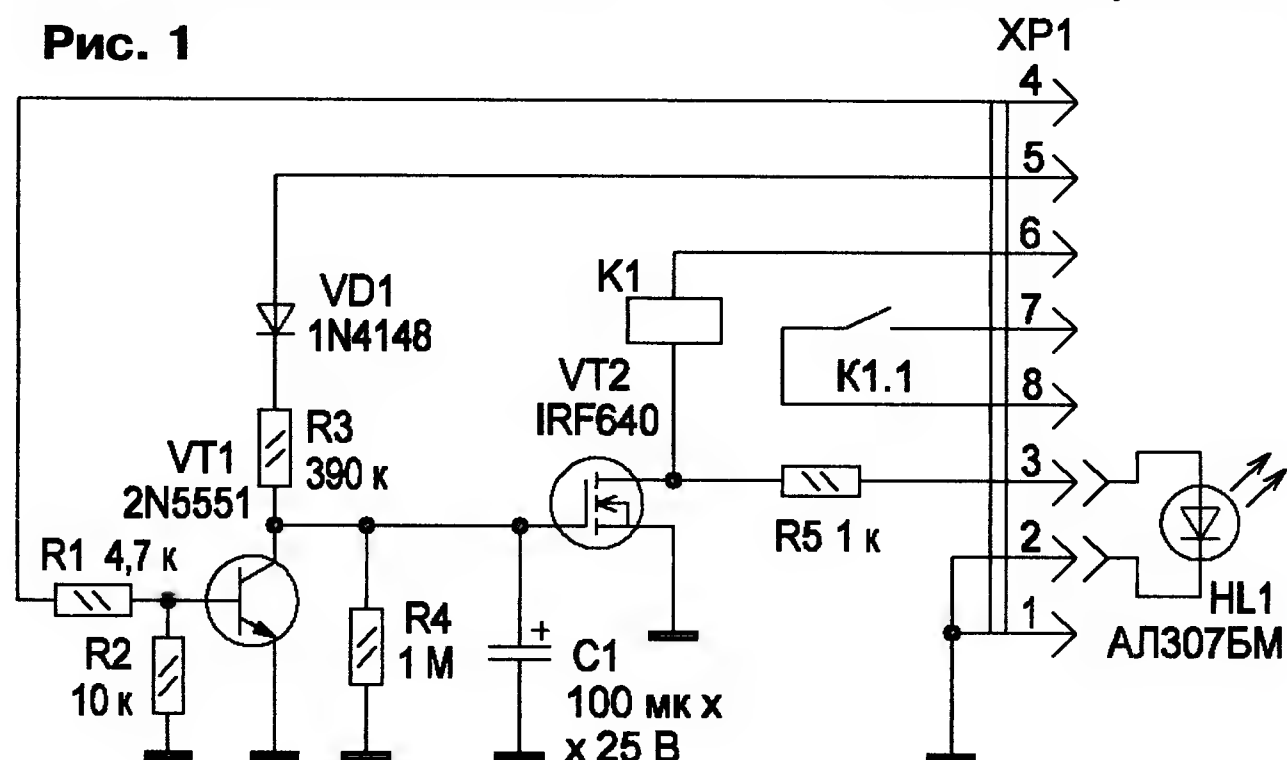 Рис. 1
XP1
4
5
6
7
8
3
2
1
K1
VD1
1N4148
K1.1
VT2
IRF640
R3
390 к
VT1
2N5551
R5 1 к
R1 4,7 к
R2
10 к
R4
1 М
+
C1
100 мк х
х 25 В
HL1
АЛ307БМ